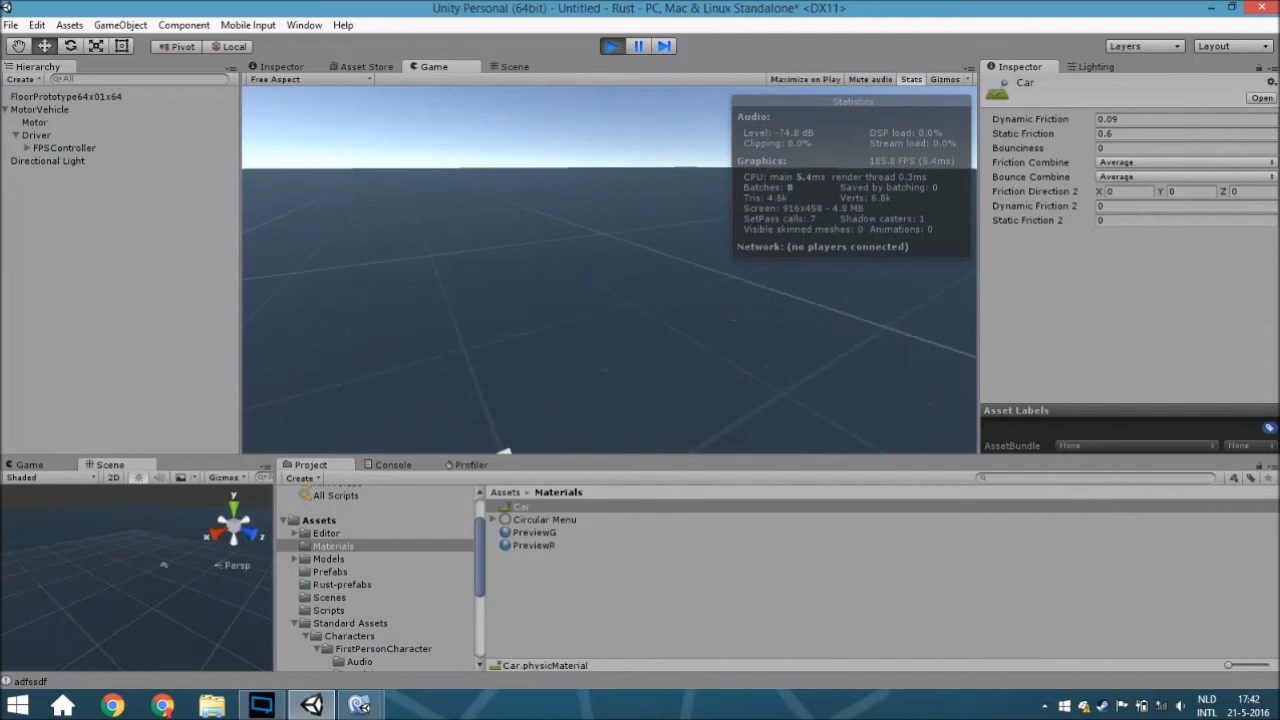 Unity Personal (64bit) - Untitled - Rust - PC, Mac & Linux Standalone* <DX11>
File Edit Assets GameObject Component Mobile Input Window Help
Pivot Local Layers Layout
Hierarchy Inspector Asset Store Game Scene Inspector Lighting
Create All Free Aspect Maximize on Play Mute audio Stats Gizmos Car
Open
FloorPrototype64x01x64
MotorVehicle
Motor
Driver
FPSController
Directional Light
Statistics
Audio:
Level: -74.8 dB DSP load: 0.0%
Clipping: 0.0% Stream load: 0.0%
Graphics: 185.8 FPS (5.4ms)
CPU: main 5.4ms render thread 0.3ms
Batches: 8 Saved by batching: 0
Tris: 4.6k Verts: 6.8k
Screen: 916x458 - 4.8 MB
SetPass calls: 7 Shadow casters: 1
Visible skinned meshes: 0 Animations: 0
Network: (no players connected)
Dynamic Friction 0.09
Static Friction 0.6
Bounciness 0
Friction Combine Average
Bounce Combine Average
Friction Direction 2 X 0 Y 0 Z 0
Dynamic Friction 2 0
Static Friction 2 0
Asset Labels
AssetBundle None None
Game Scene
Shaded 2D Gizmos
y
x
z
Persp
Project Console Profiler
Create
All Scripts
Assets
Editor
Materials
Models
Prefabs
Rust-prefabs
Scenes
Scripts
Standard Assets
Characters
FirstPersonCharacter
Audio
Assets Materials
Car
Circular Menu
PreviewG
PreviewR
Car.physicMaterial
adfssdf
NLD 17:42
INTL 21-5-2016